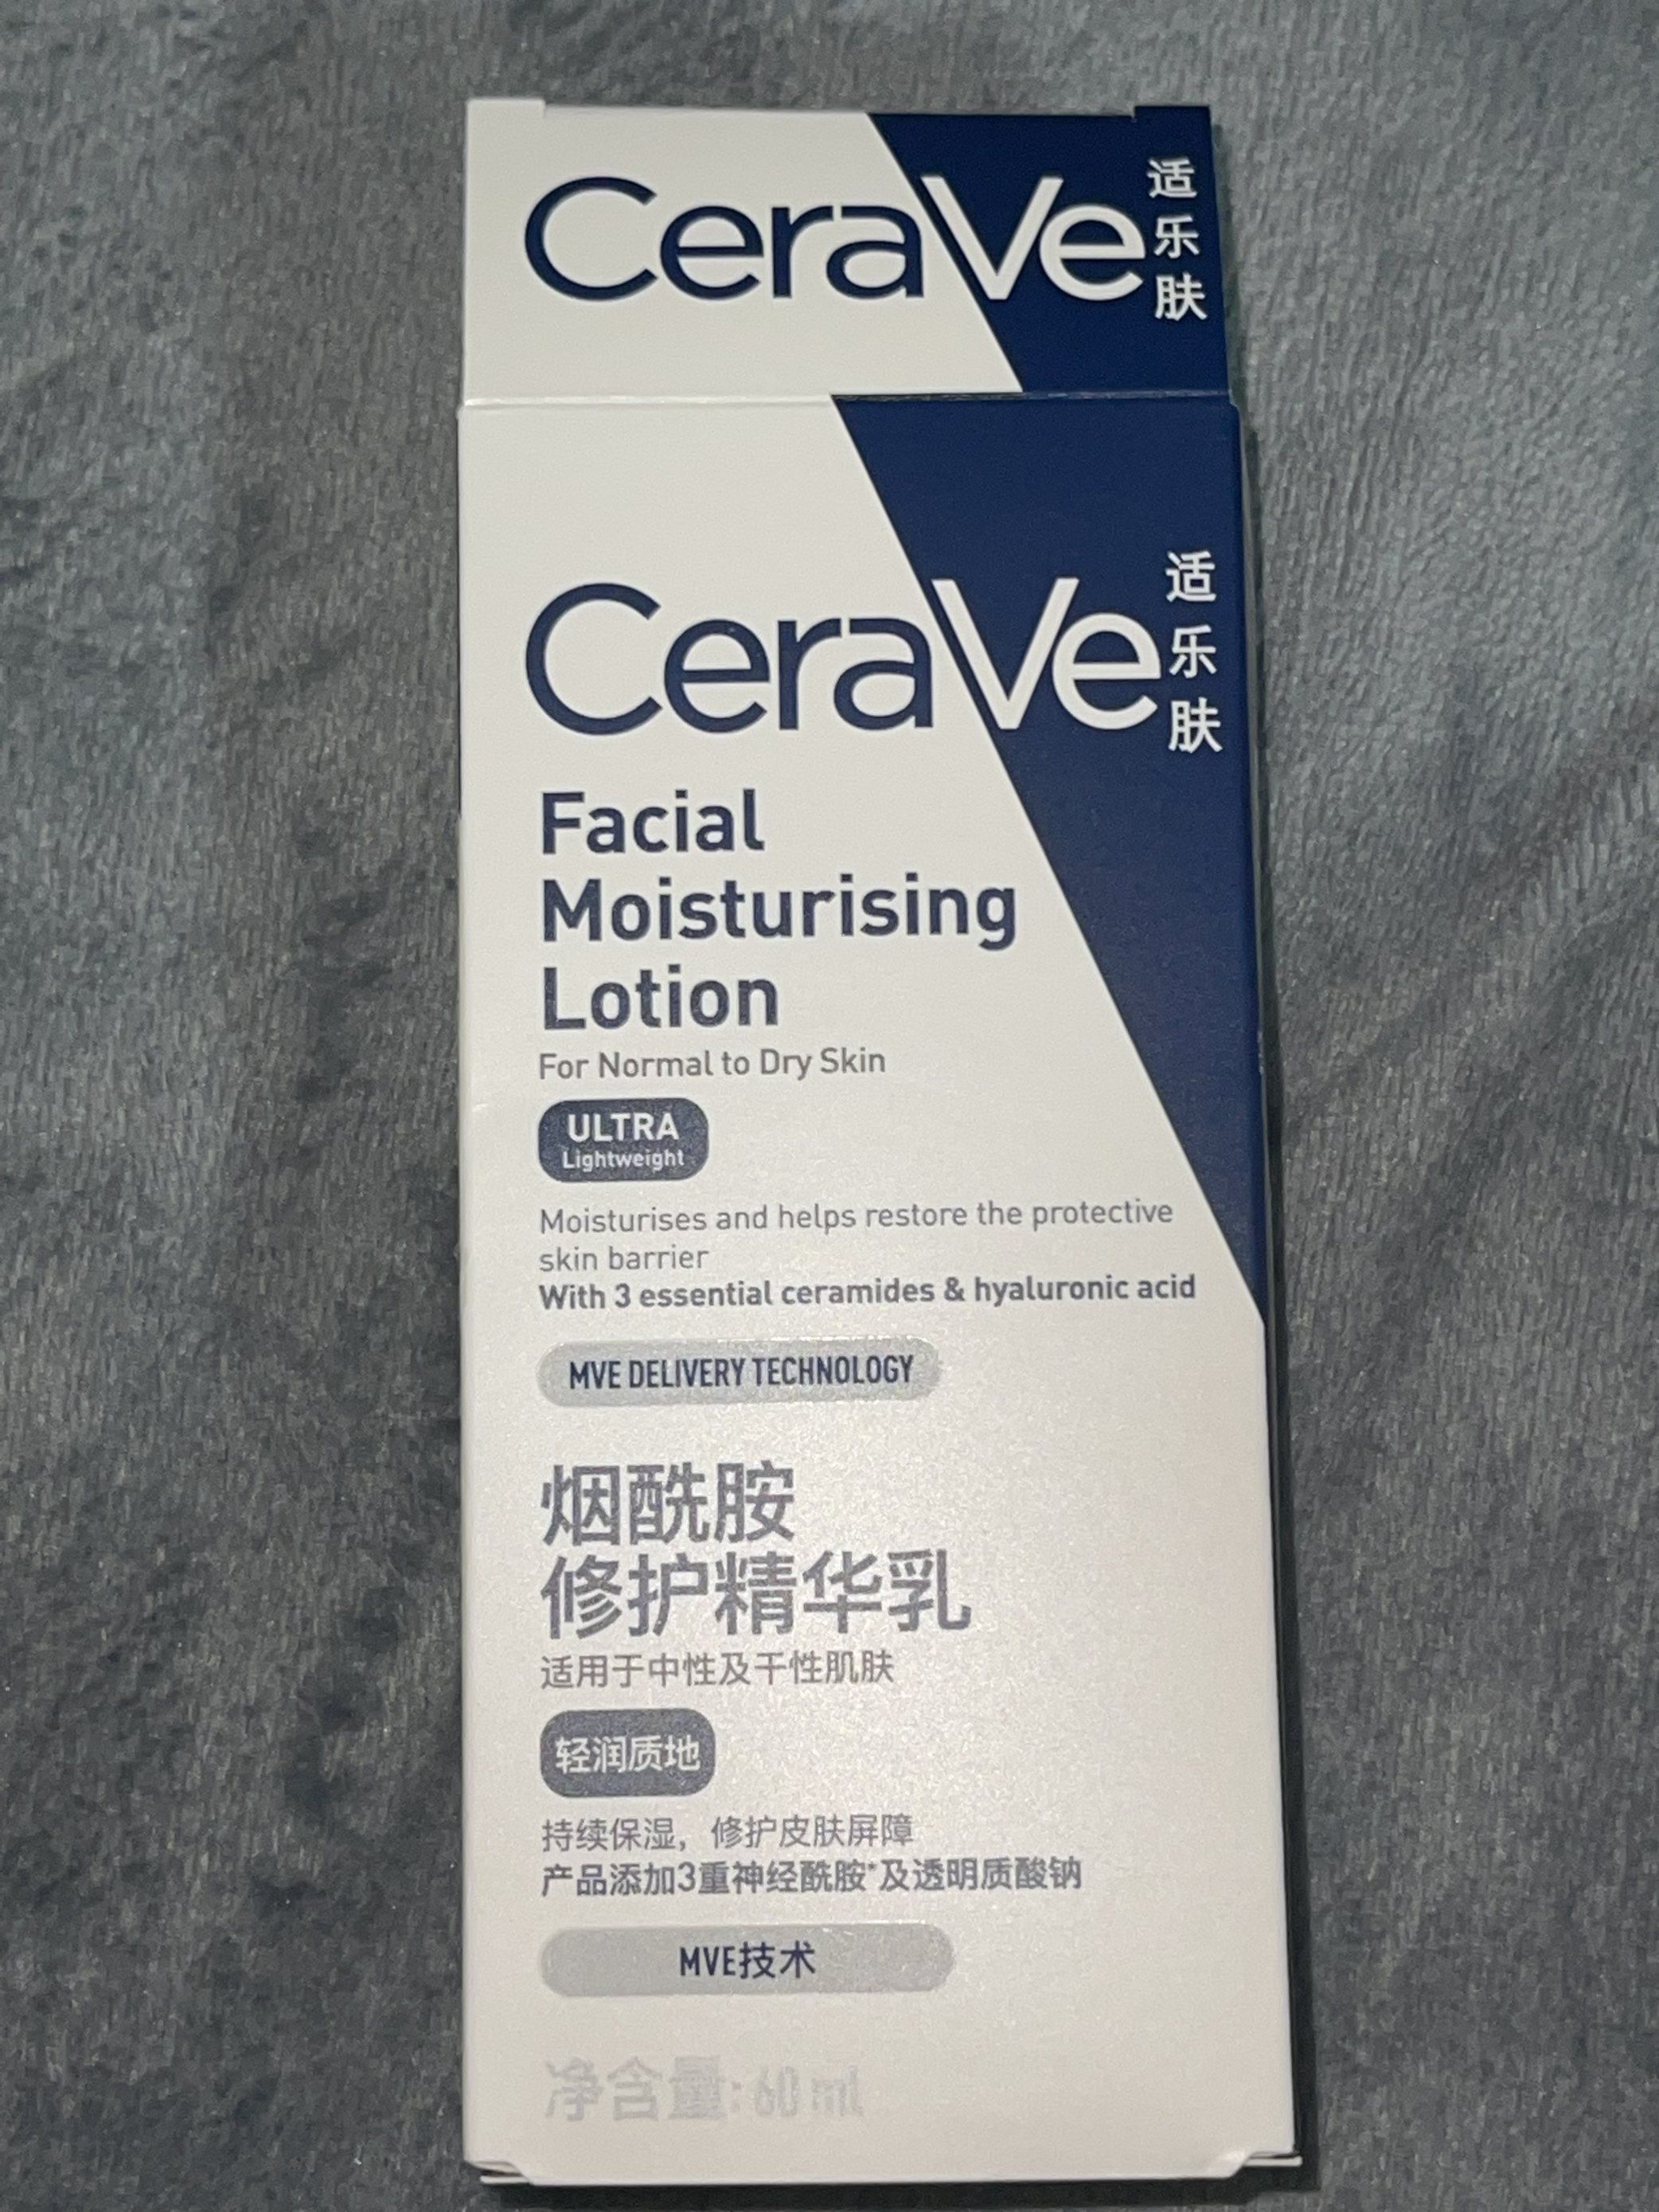 CeraVe
适乐肤
CeraVe
适乐肤
Facial
Moisturising
Lotion
For Normal to Dry Skin
ULTRA
Lightweight
Moisturises and helps restore the protective
skin barrier
With 3 essential ceramides & hyaluronic acid
MVE DELIVERY TECHNOLOGY
烟酰胺
修护精华乳
适用于中性及干性肌肤
轻润质地
持续保湿，修护皮肤屏障
产品添加3重神经酰胺*及透明质酸钠
MVE技术
净含量:60 ml